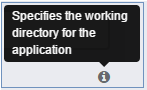 Specifies the working
directory for the
application